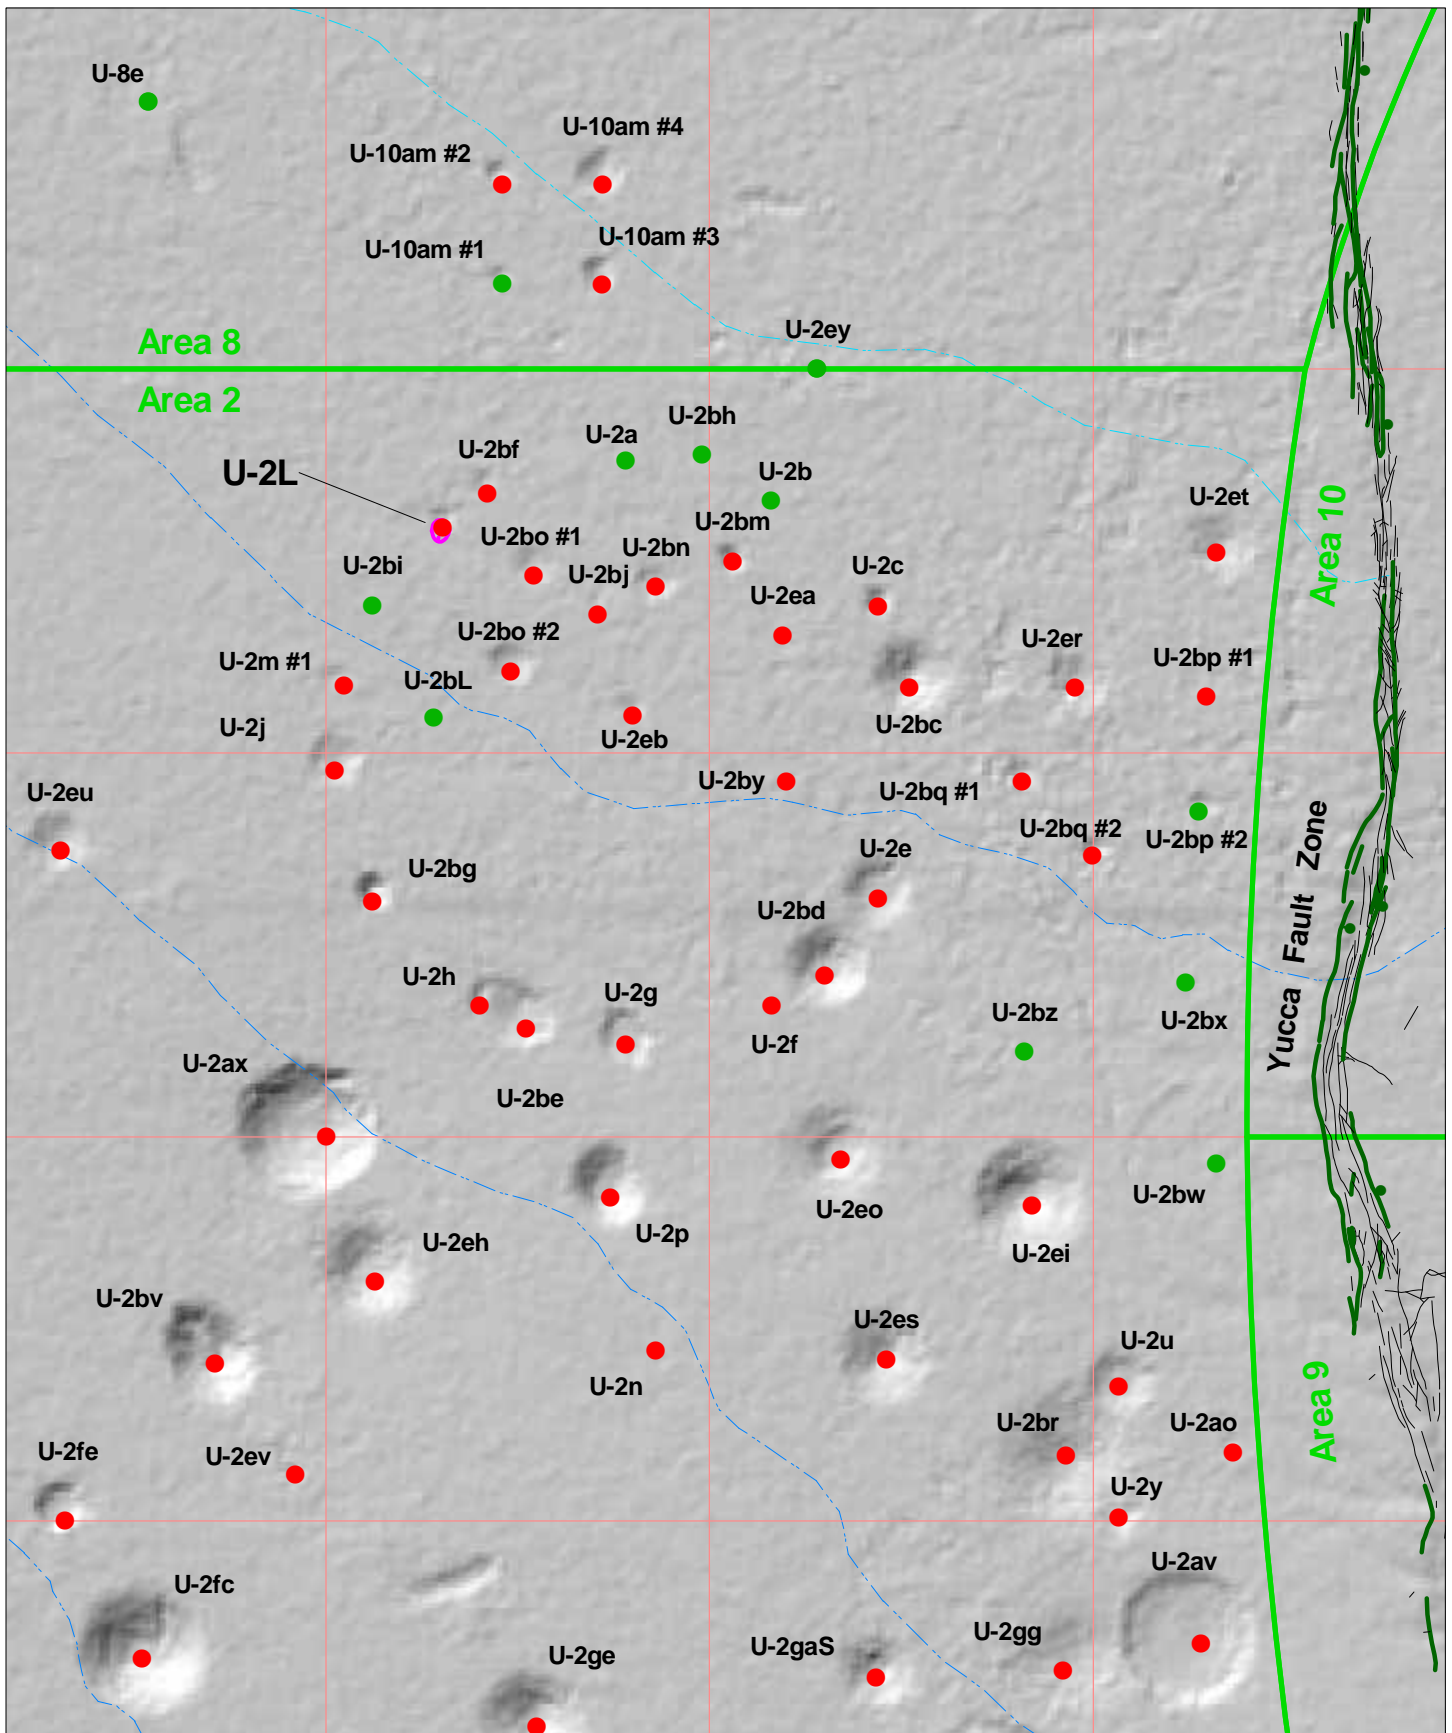 U-8e
U-10am #4
U-10am #2
U-10am #3
U-10am #1
U-2ey
Area 8
Area 2
U-2bh
U-2a
U-2bf
U-2L
U-2b
U-2et
U-2bm
U-2bo #1
U-2bn
Area 10
U-2bi
U-2bj
U-2c
U-2ea
U-2bo #2
U-2er
U-2m #1
U-2bp #1
U-2bL
U-2bc
U-2j
U-2eb
U-2by
U-2bq #1
U-2eu
U-2bq #2
U-2bp #2
U-2e
U-2bg
U-2bd
Yucca Fault Zone
U-2h
U-2g
U-2bz
U-2bx
U-2f
U-2ax
U-2be
U-2bw
U-2eo
U-2p
U-2eh
U-2ei
U-2bv
U-2es
U-2u
U-2n
Area 9
U-2br
U-2ao
U-2fe
U-2ev
U-2y
U-2av
U-2fc
U-2gg
U-2gaS
U-2ge